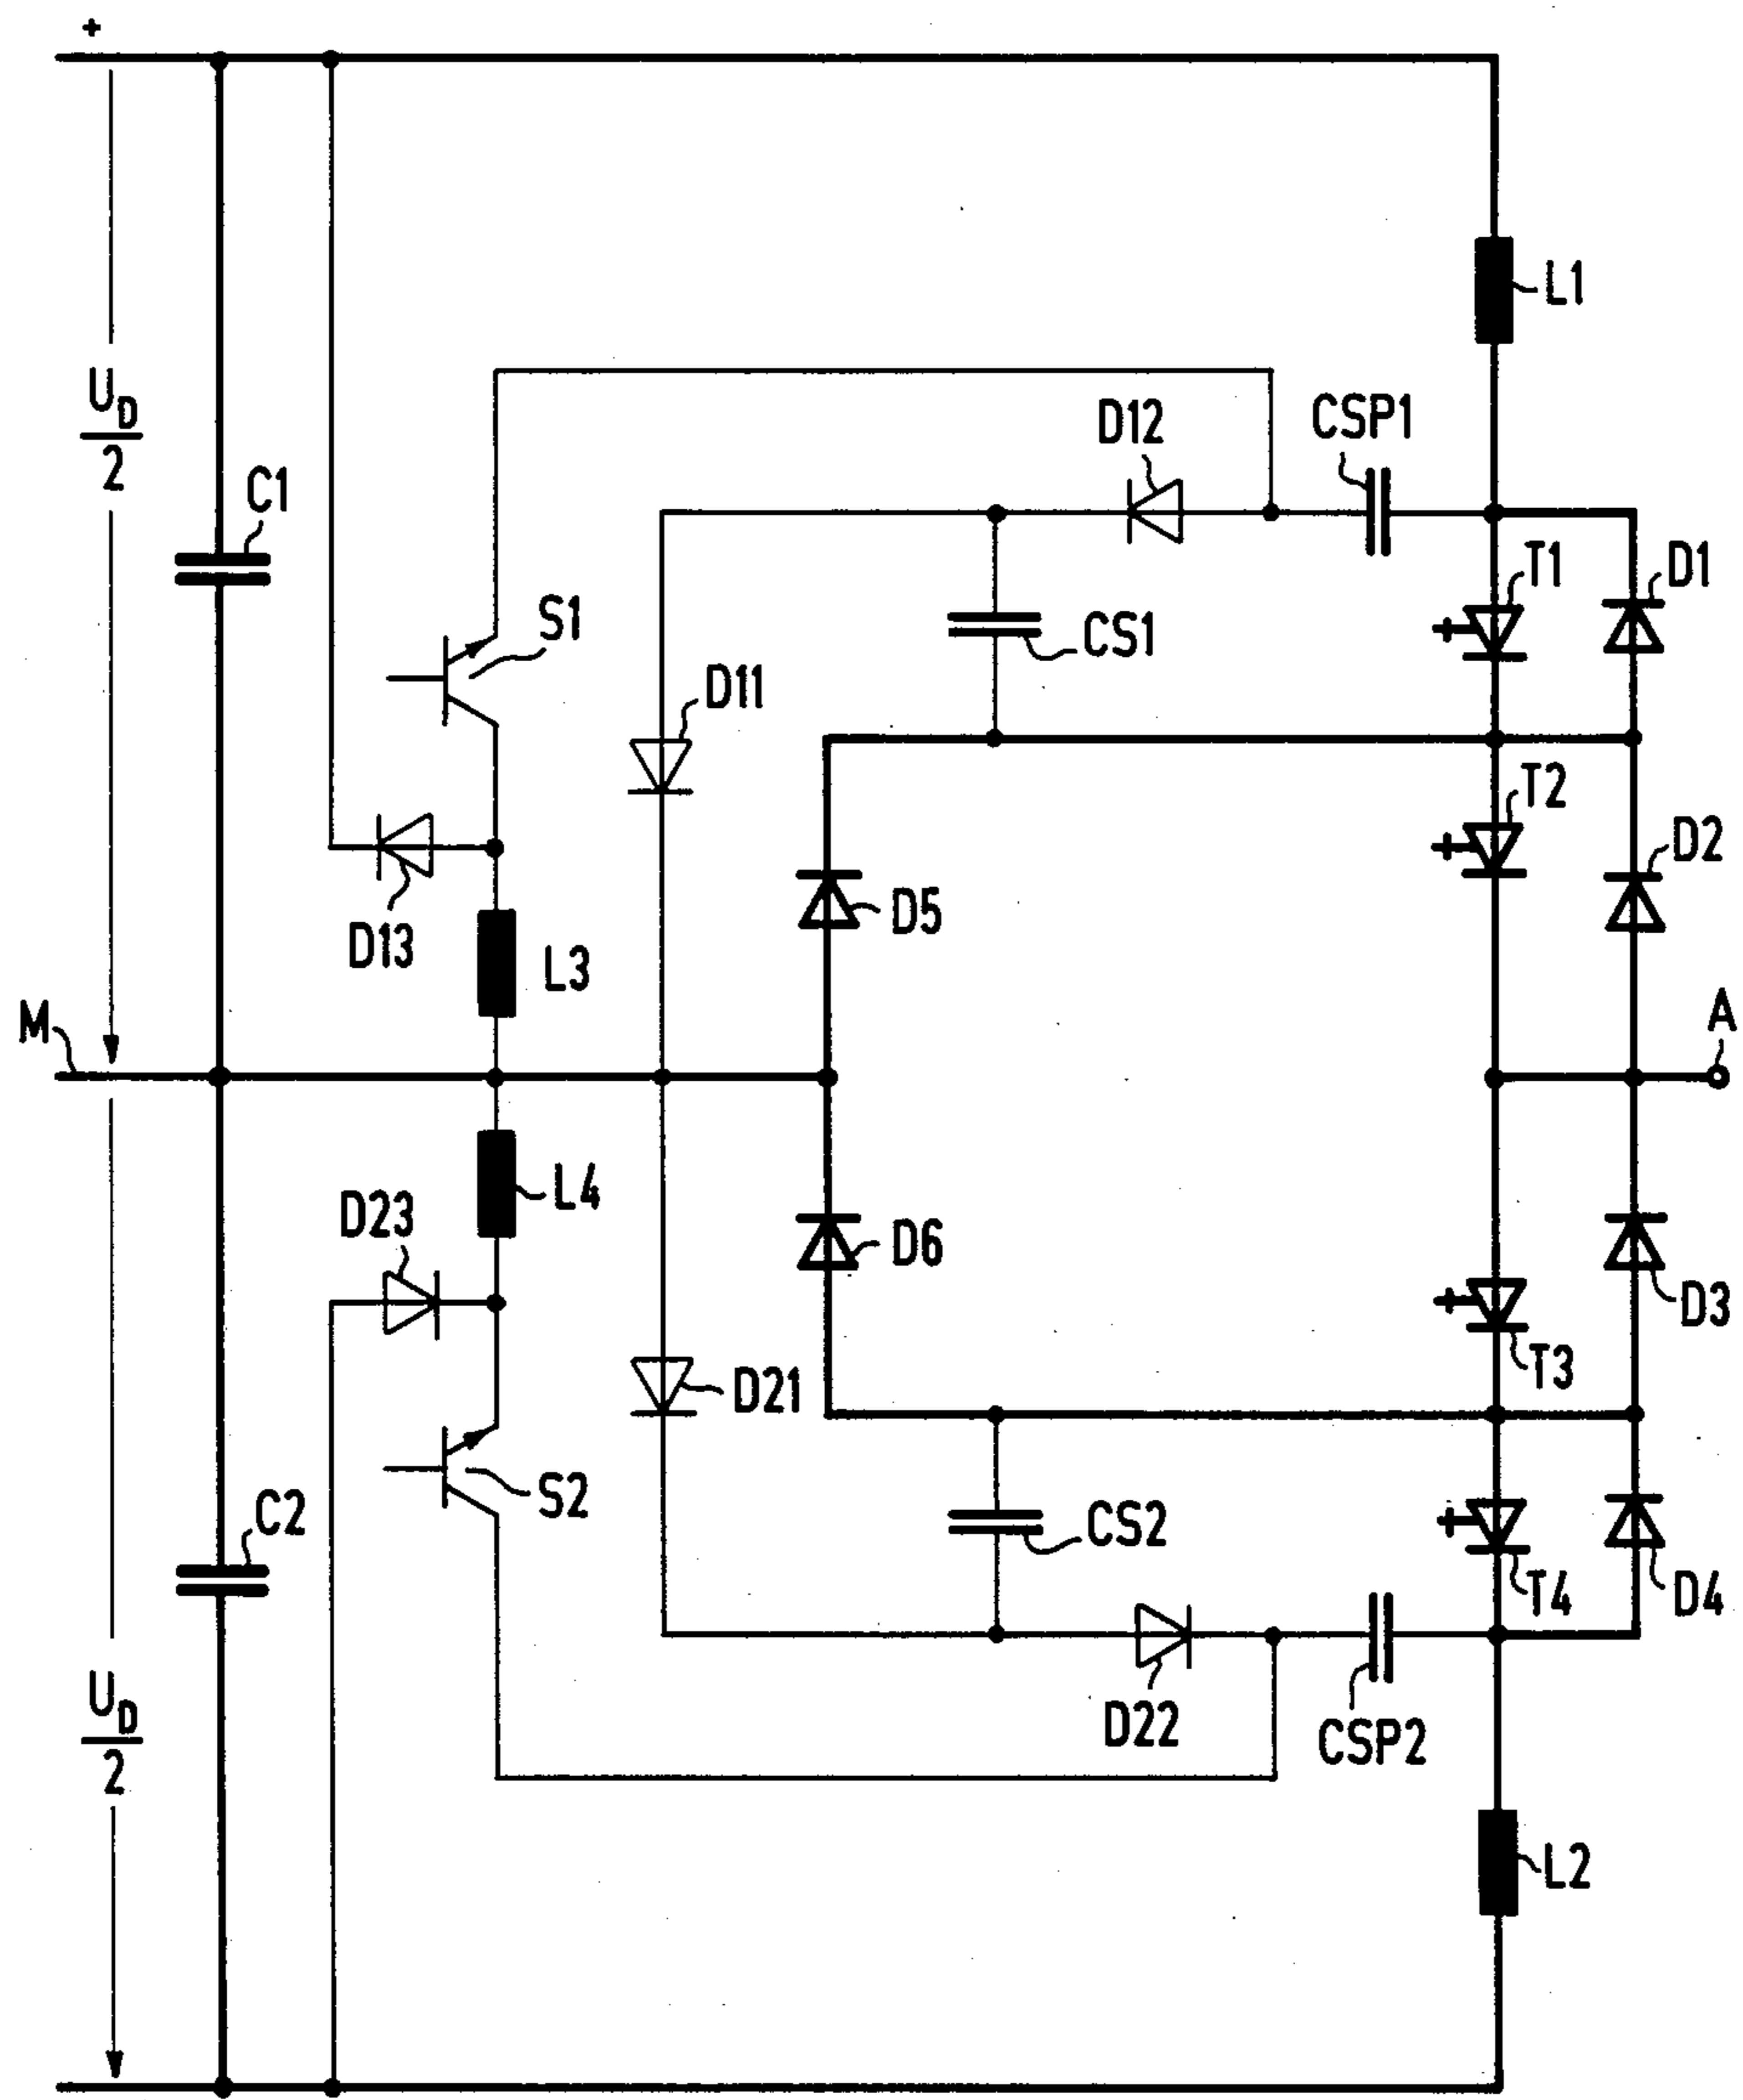 +
L1
U_D
2
D12
CSP1
C1
T1
D1
S1
CS1
D11
T2
D2
D5
D13
L3
M
A
L4
D23
D6
D3
T3
D21
C2
S2
CS2
T4
D4
U_D
2
D22
CSP2
L2